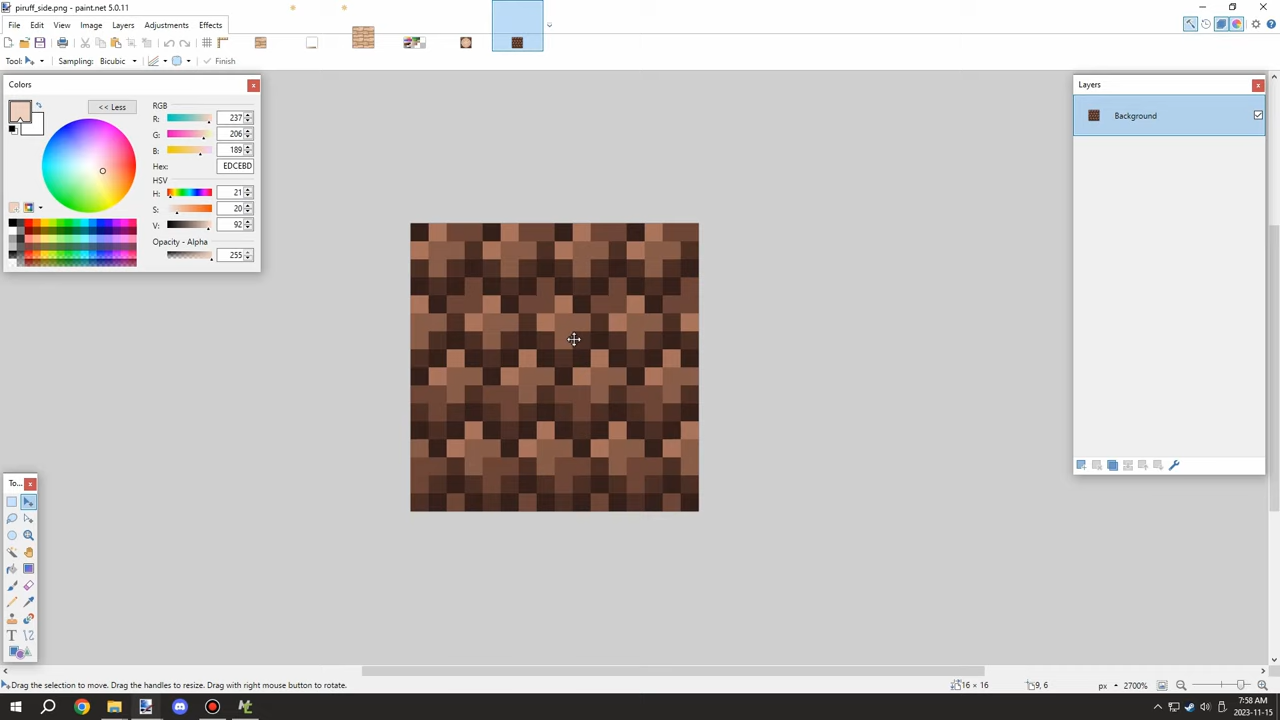 piruff_side.png - paint.net 5.0.11
File Edit View Image Layers Adjustments Effects
Tool: Sampling: Bicubic Finish
Colors
<< Less
RGB
R: 237
G: 206
B: 189
Hex: EDCEBD
HSV
H: 21
S: 20
V: 92
Opacity - Alpha
255
Layers
Background
To...
Drag the selection to move. Drag the handles to resize. Drag with right mouse button to rotate.
16 × 16
9, 6
px
2700%
7:58 AM
2023-11-15